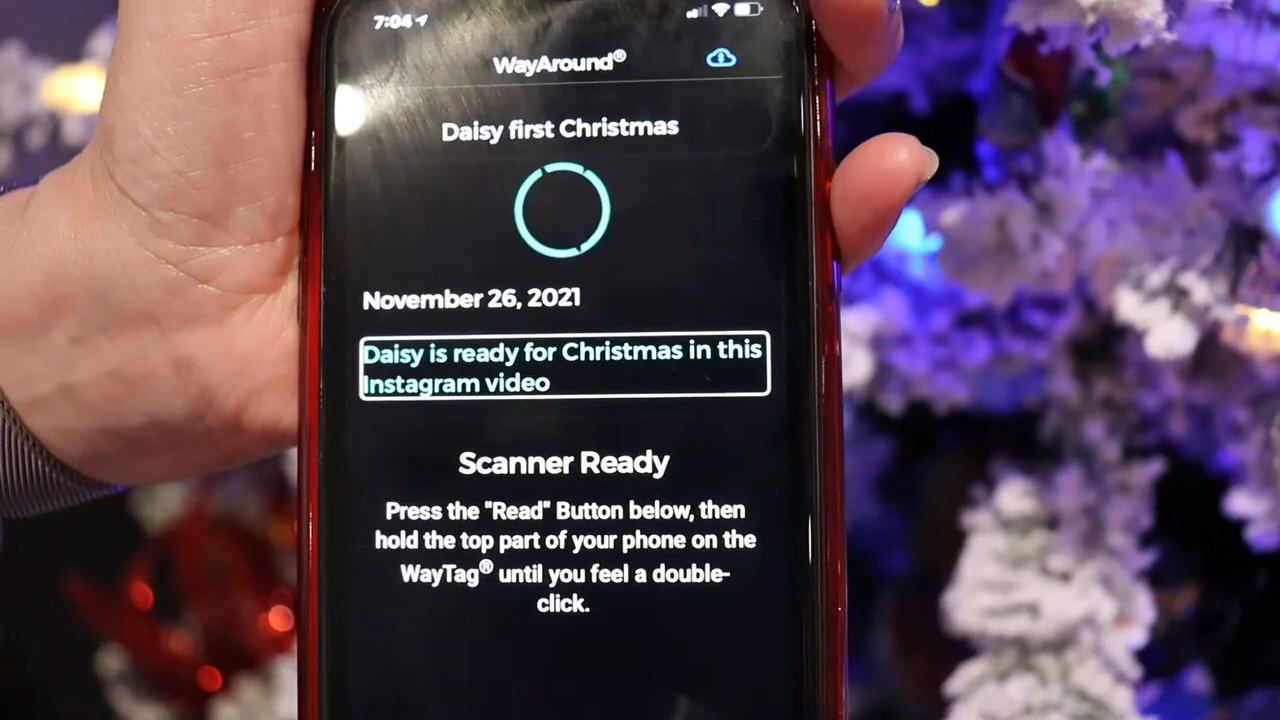 7:04
WayAround®
Daisy first Christmas
November 26, 2021
Daisy is ready for Christmas in this
Instagram video
Scanner Ready
Press the "Read" Button below, then
hold the top part of your phone on the
WayTag® until you feel a double-
click.